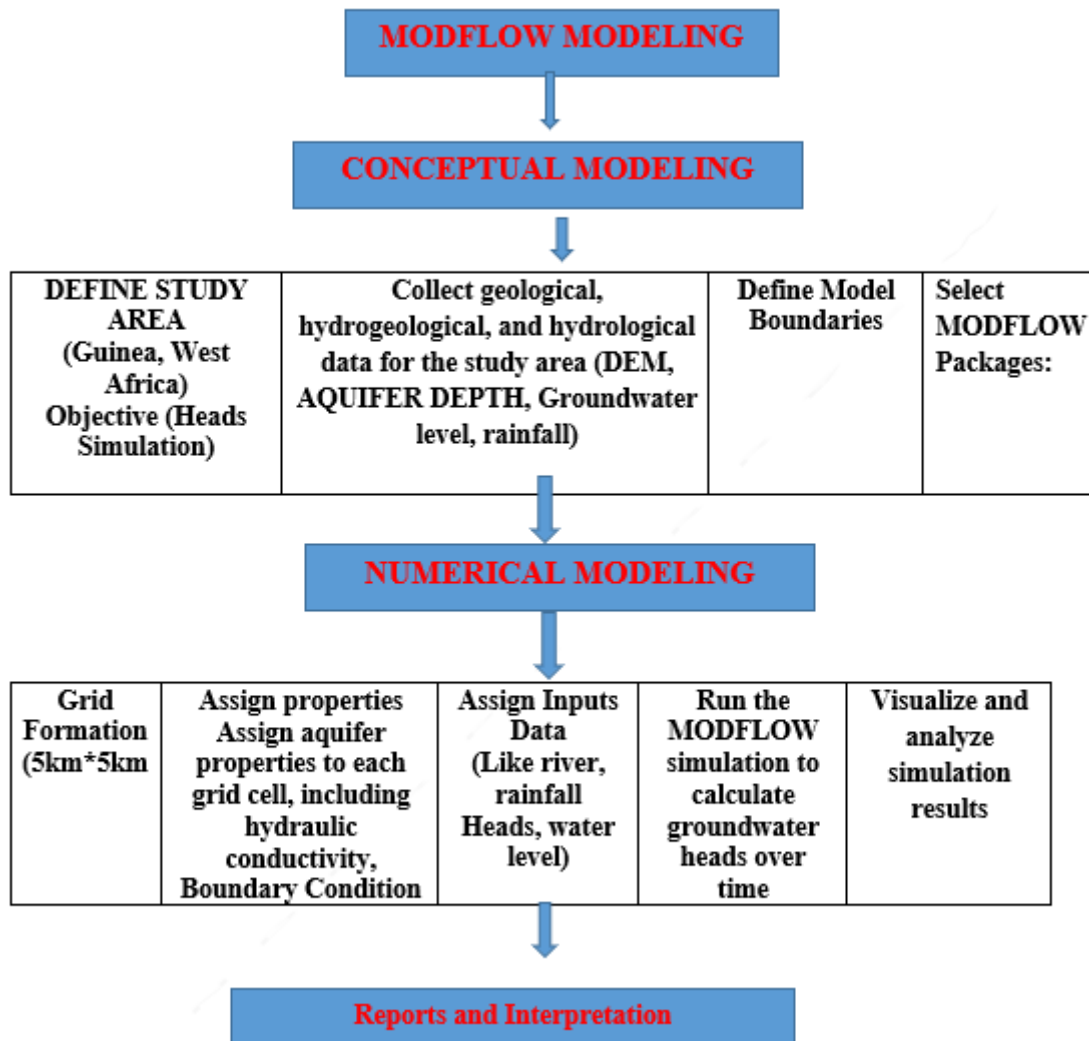 MODFLOW MODELING
CONCEPTUAL MODELING
DEFINE STUDY
AREA
(Guinea, West
Africa)
Objective (Heads
Simulation)
Collect geological,
hydrogeological, and hydrological
data for the study area (DEM,
AQUIFER DEPTH, Groundwater
level, rainfall)
Define Model
Boundaries
Select
MODFLOW
Packages:
NUMERICAL MODELING
Grid
Formation
(5km*5km
Assign properties
Assign aquifer
properties to each
grid cell, including
hydraulic
conductivity,
Boundary Condition
Assign Inputs
Data
(Like river,
rainfall
Heads, water
level)
Run the
MODFLOW
simulation to
calculate
groundwater
heads over
time
Visualize and
analyze
simulation
results
Reports and Interpretation